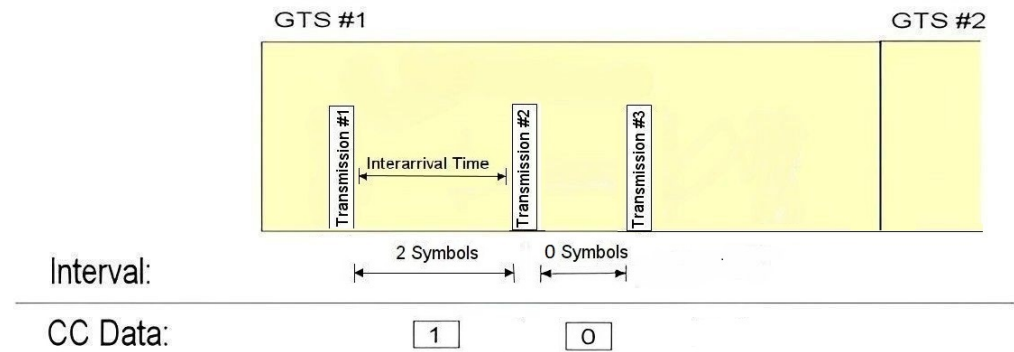 GTS #1 GTS #2
Transmission #1
Interarrival Time
Transmission #2
Transmission #3
Interval: 2 Symbols 0 Symbols
CC Data: 1 0